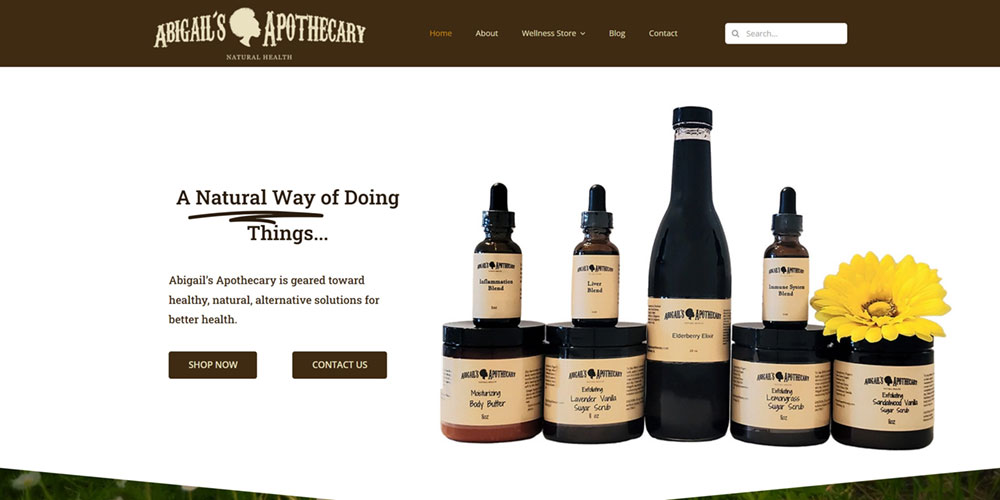 ABIGAIL'S APOTHECARY
NATURAL HEALTH
Home About Wellness Store Blog Contact Search...
A Natural Way of Doing
Things...
Abigail's Apothecary is geared toward
healthy, natural, alternative solutions for
better health.
SHOP NOW CONTACT US
ABIGAIL'S APOTHECARY
Inflammation
Blend
ABIGAIL'S APOTHECARY
Liver
Blend
ABIGAIL'S APOTHECARY
Elderberry Elixir
ABIGAIL'S APOTHECARY
Immune System
Blend
ABIGAIL'S APOTHECARY
Moisturizing
Body Butter
8oz
ABIGAIL'S APOTHECARY
Exfoliating
Lavender Vanilla
Sugar Scrub
8 oz
ABIGAIL'S APOTHECARY
Exfoliating
Lemongrass
Sugar Scrub
8oz
ABIGAIL'S APOTHECARY
Exfoliating
Sandalwood Vanilla
Sugar Scrub
8oz